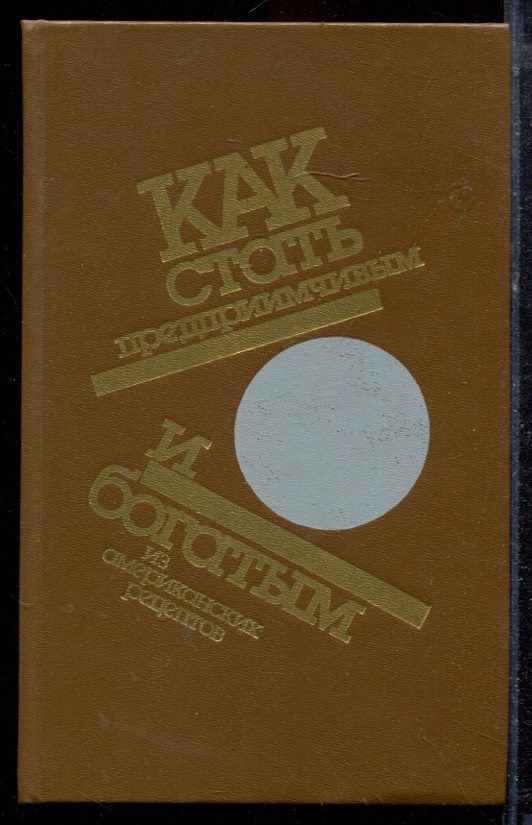 КАК
стать
предприимчивым
и
богатым
из
американских
рецептов